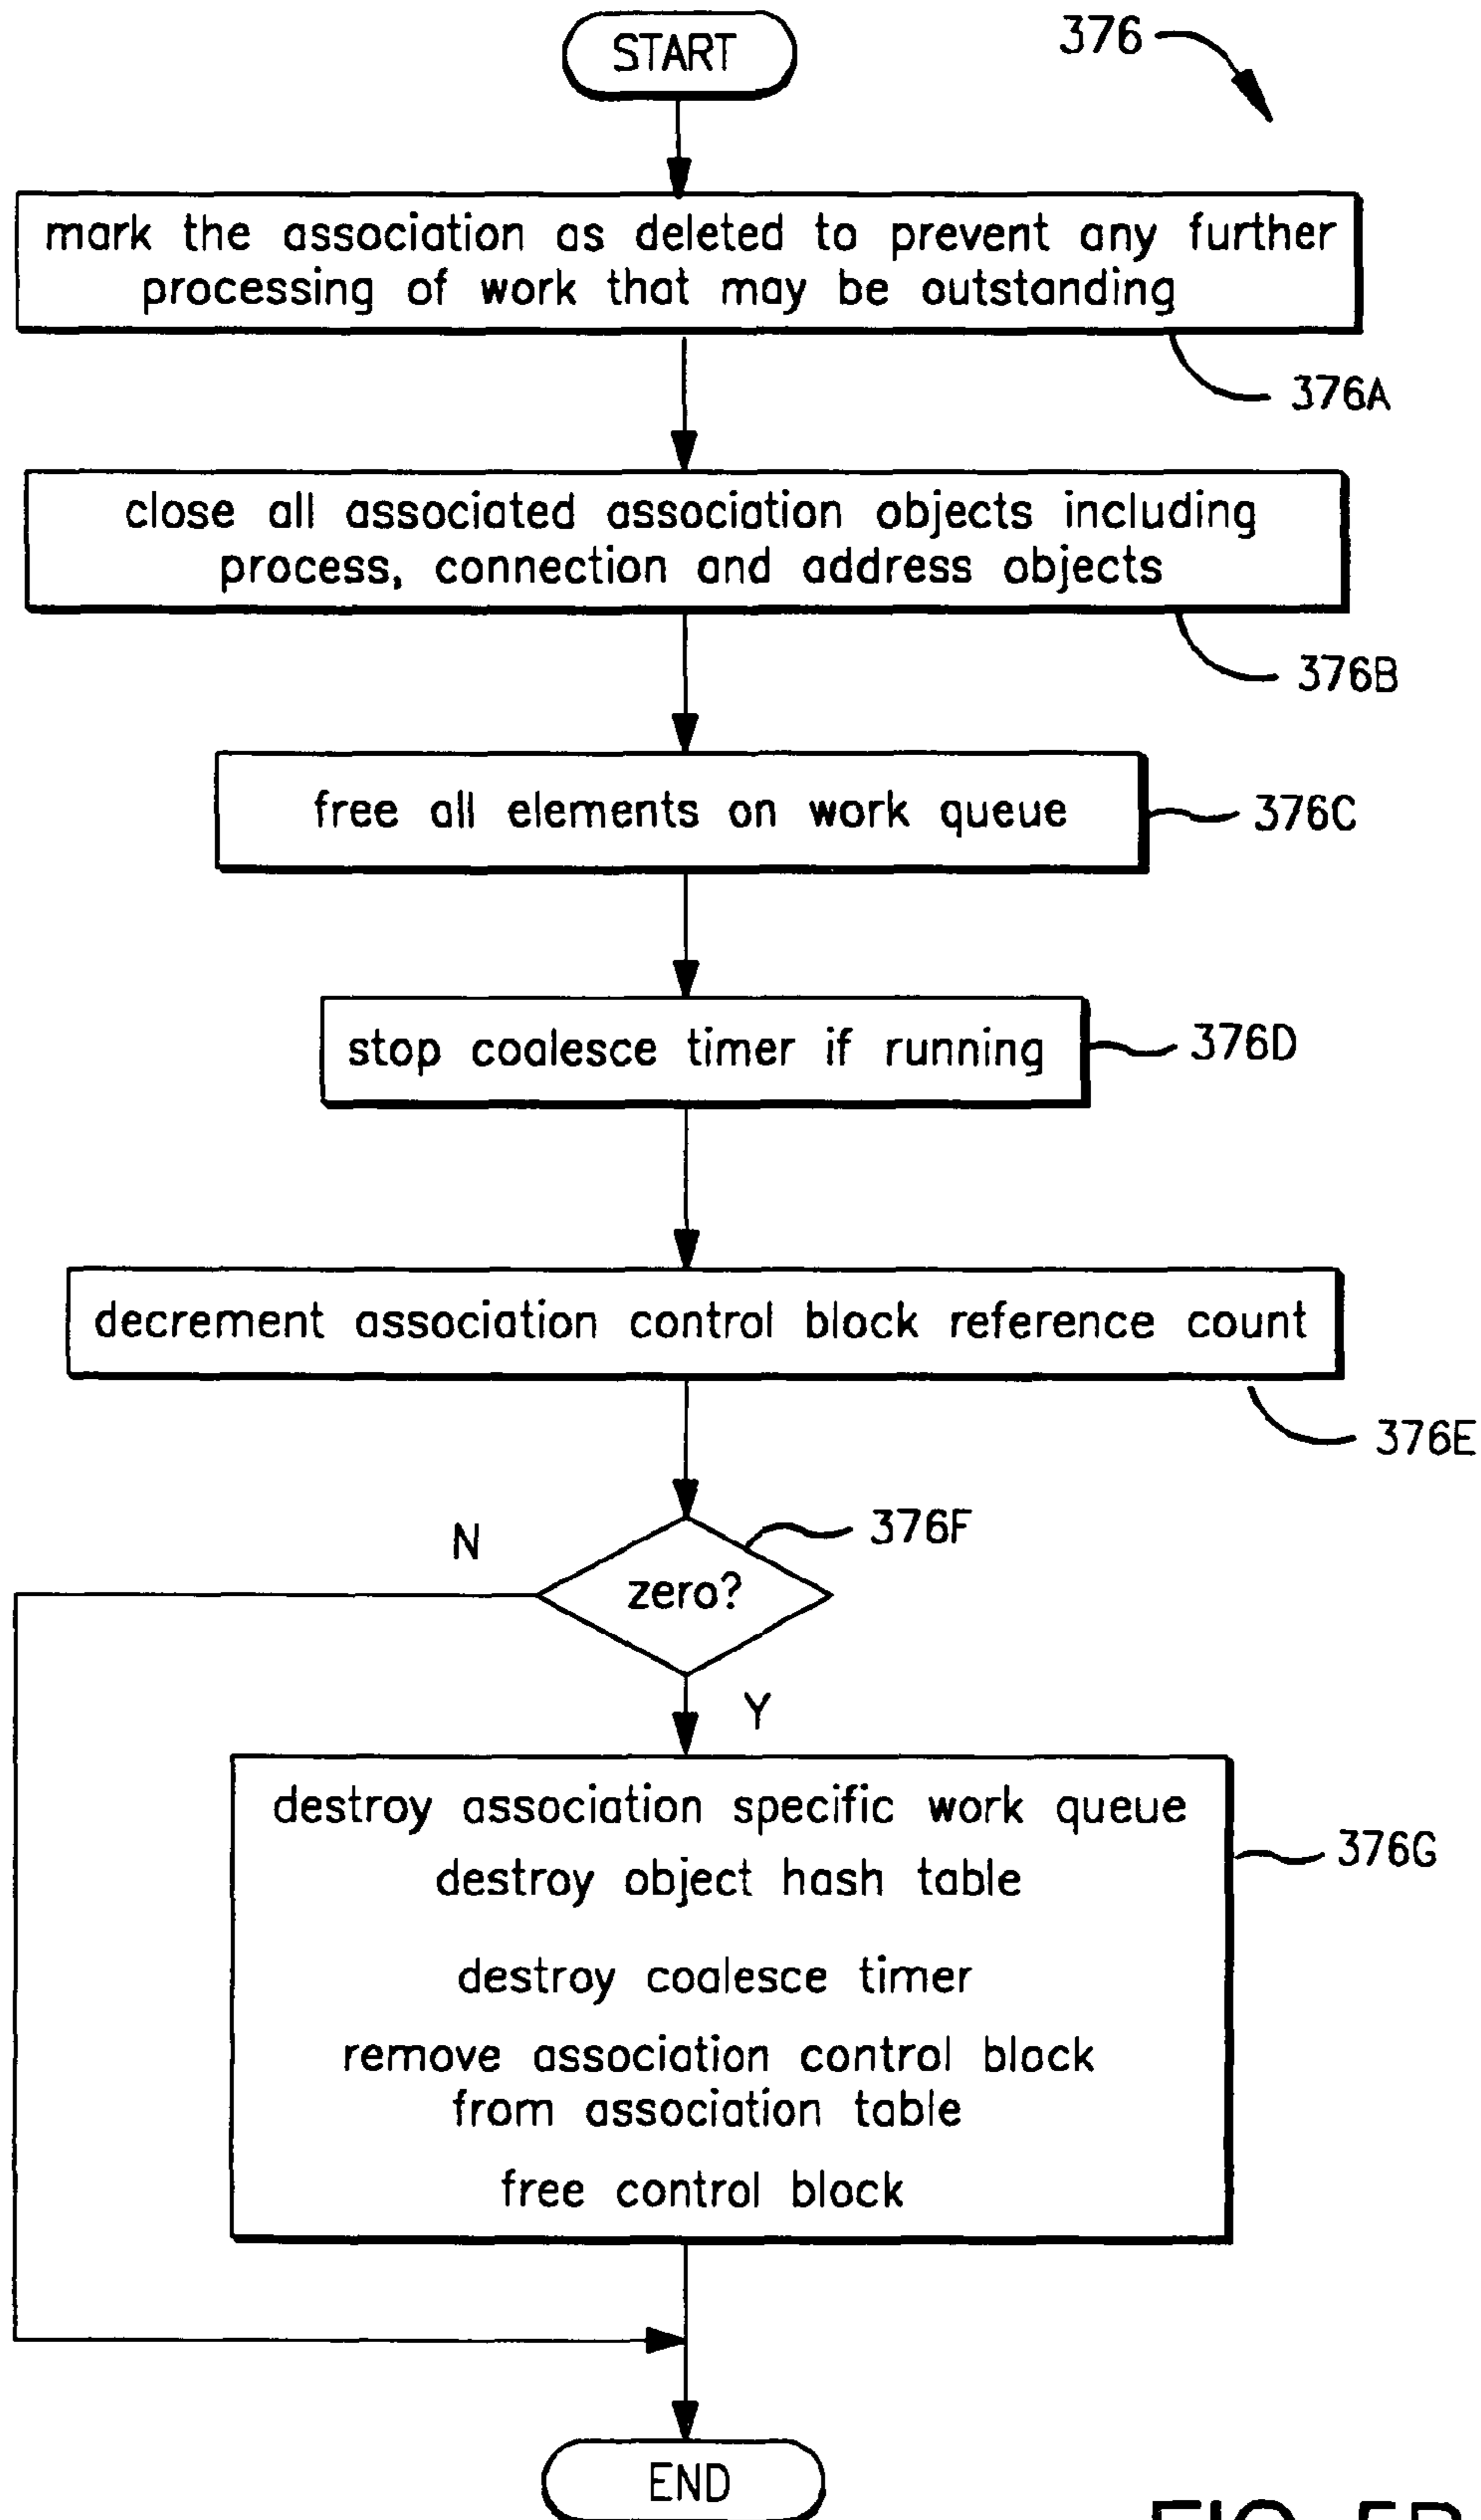 START
376
mark the association as deleted to prevent any further
processing of work that may be outstanding
376A
close all associated association objects including
process, connection and address objects
376B
free all elements on work queue
376C
stop coalesce timer if running
376D
decrement association control block reference count
376E
376F
N
zero?
Y
destroy association specific work queue
destroy object hash table
376G
destroy coalesce timer
remove association control block
from association table
free control block
END